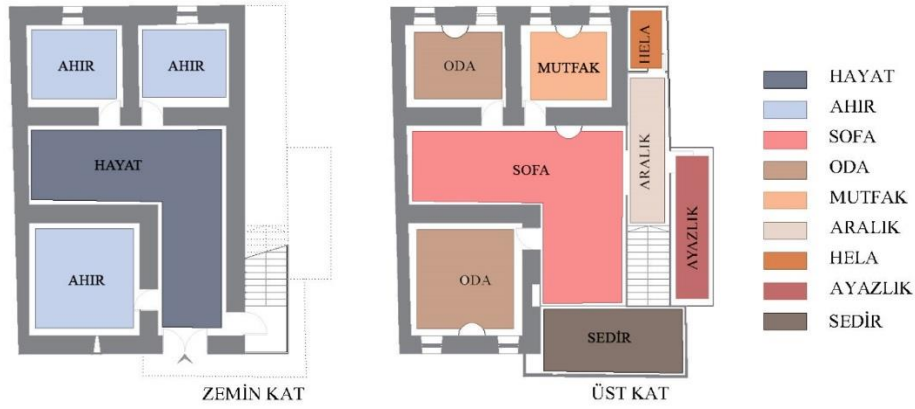 AHIR
AHIR
HAYAT
AHIR
ZEMİN KAT
ODA
MUTFAK
HELA
SOFA
ARALIK
AYAZLIK
ODA
SEDİR
ÜST KAT
HAYAT
AHIR
SOFA
ODA
MUTFAK
ARALIK
HELA
AYAZLIK
SEDİR